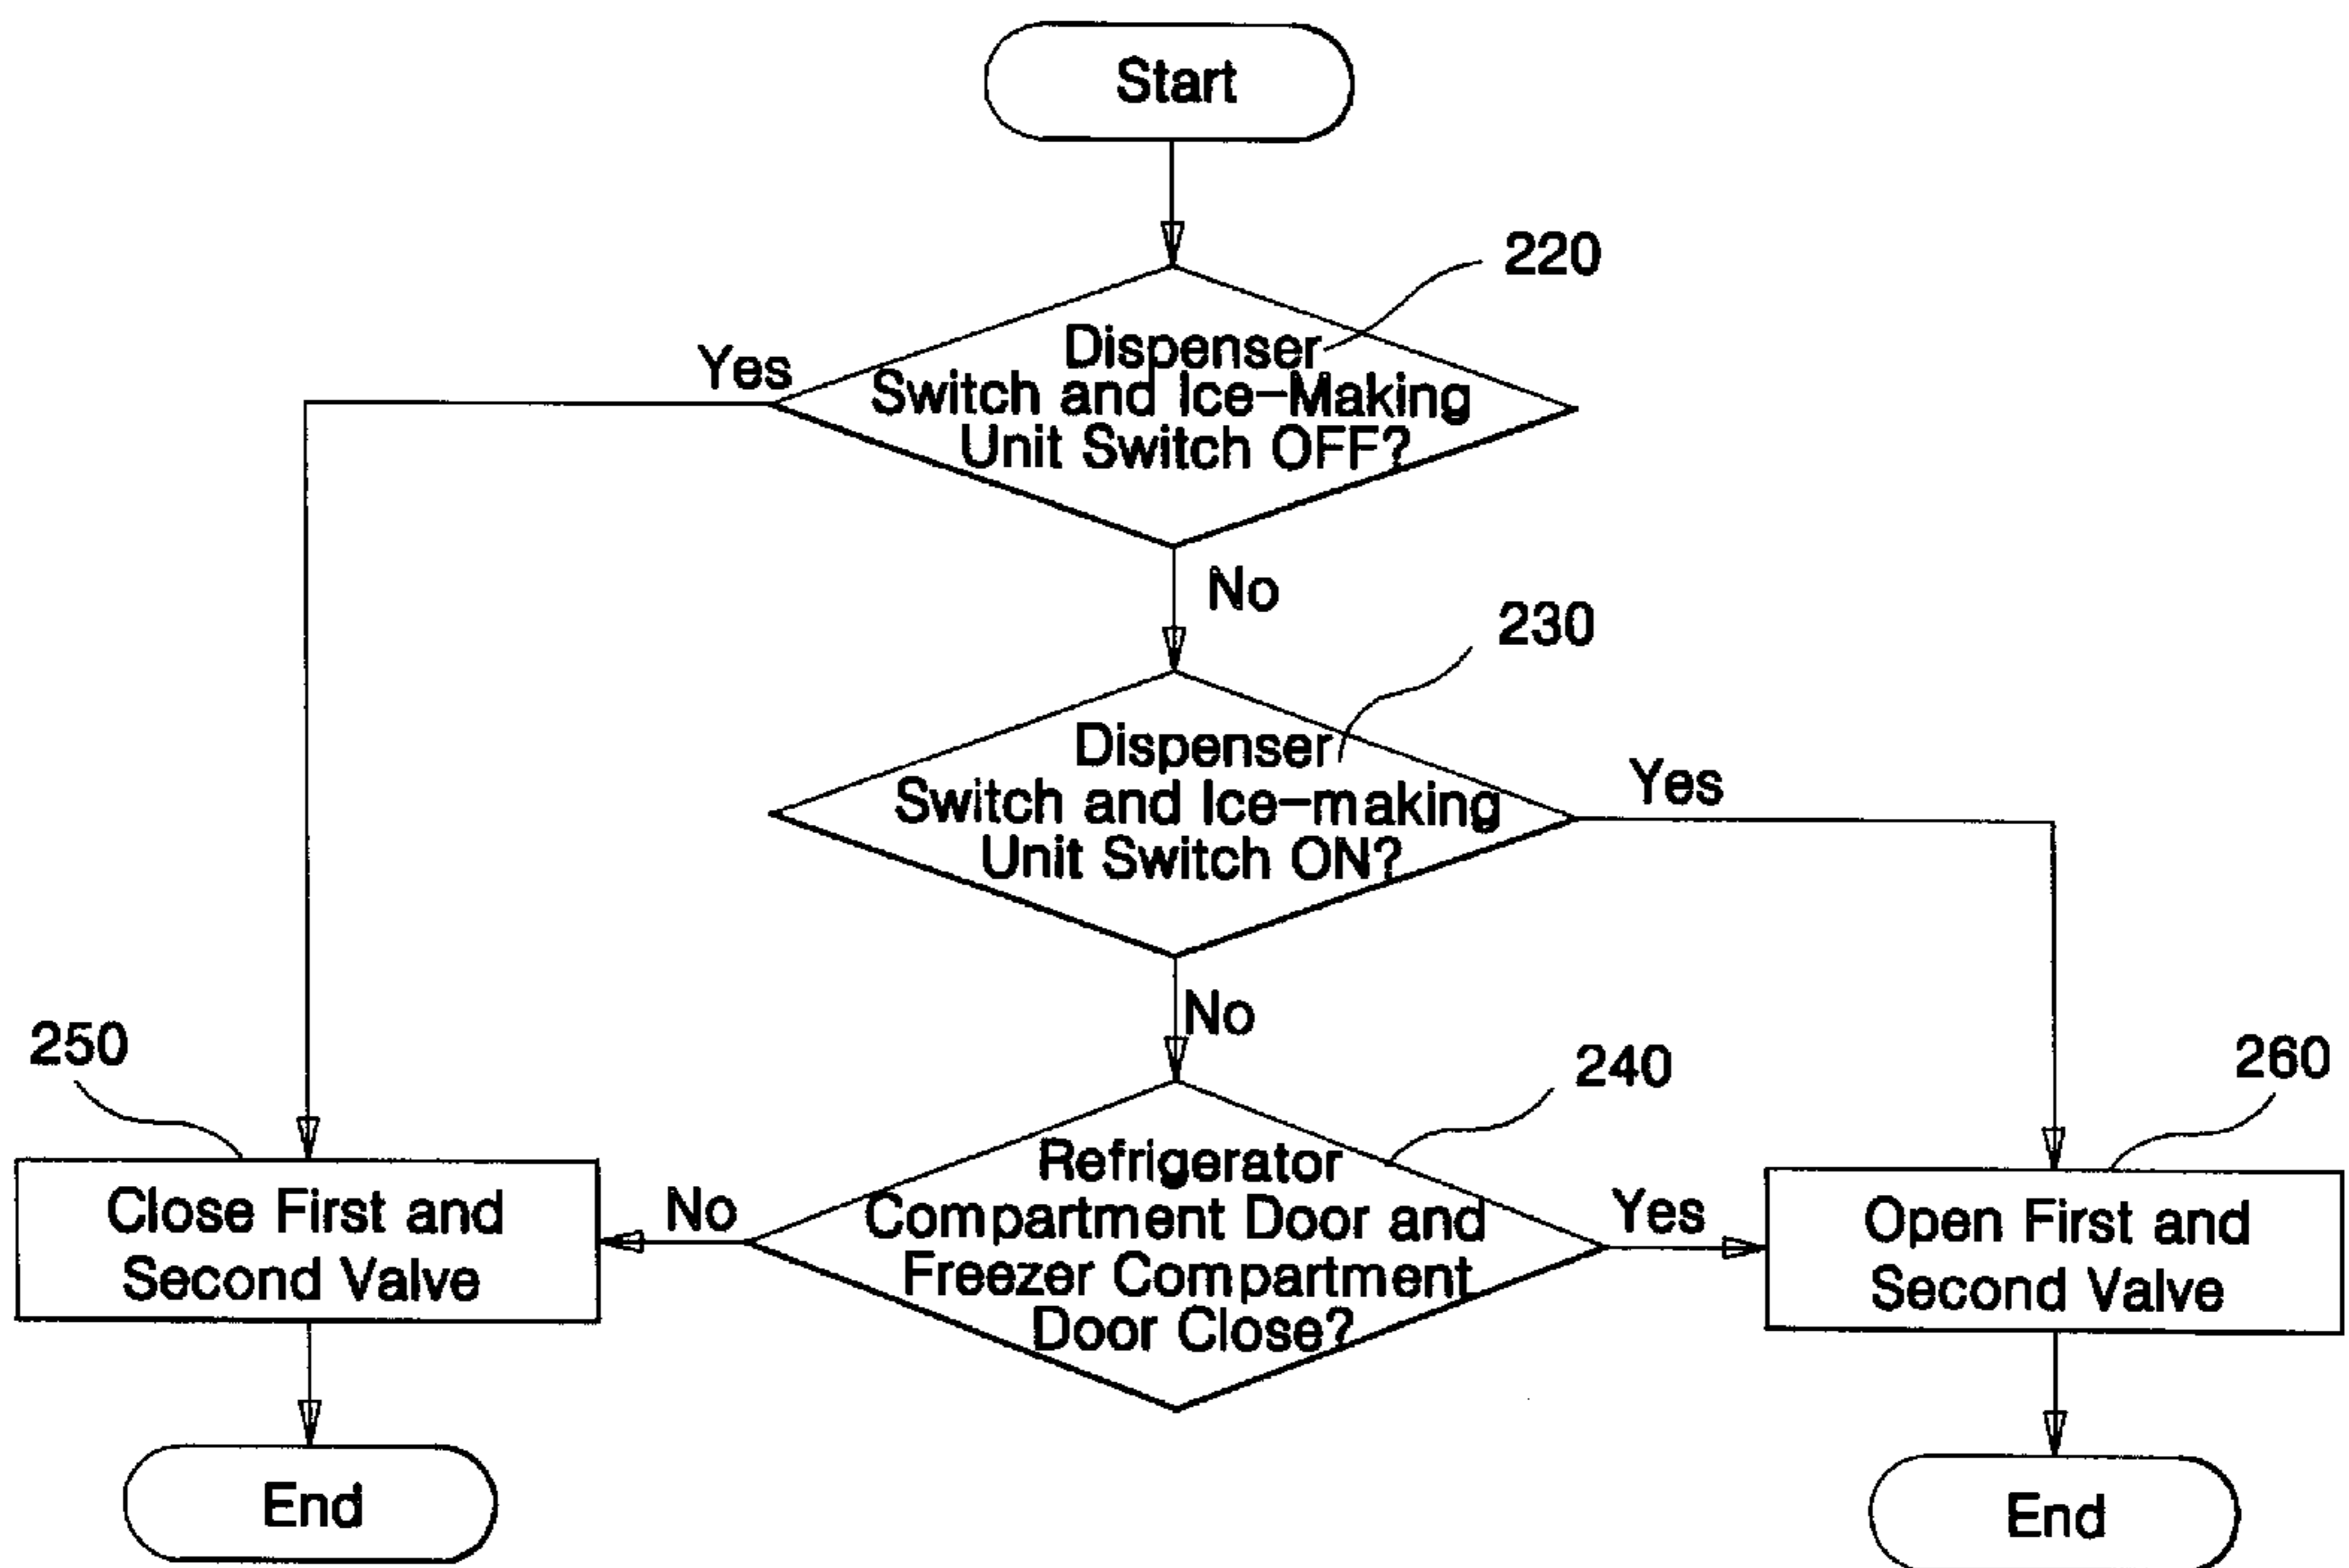 Start
220
Dispenser
Switch and Ice-Making
Unit Switch OFF?
Yes
No
230
Dispenser
Switch and Ice-making
Unit Switch ON?
Yes
No
250
240
260
Refrigerator
Compartment Door and
Freezer Compartment
Door Close?
No
Yes
Close First and
Second Valve
Open First and
Second Valve
End
End